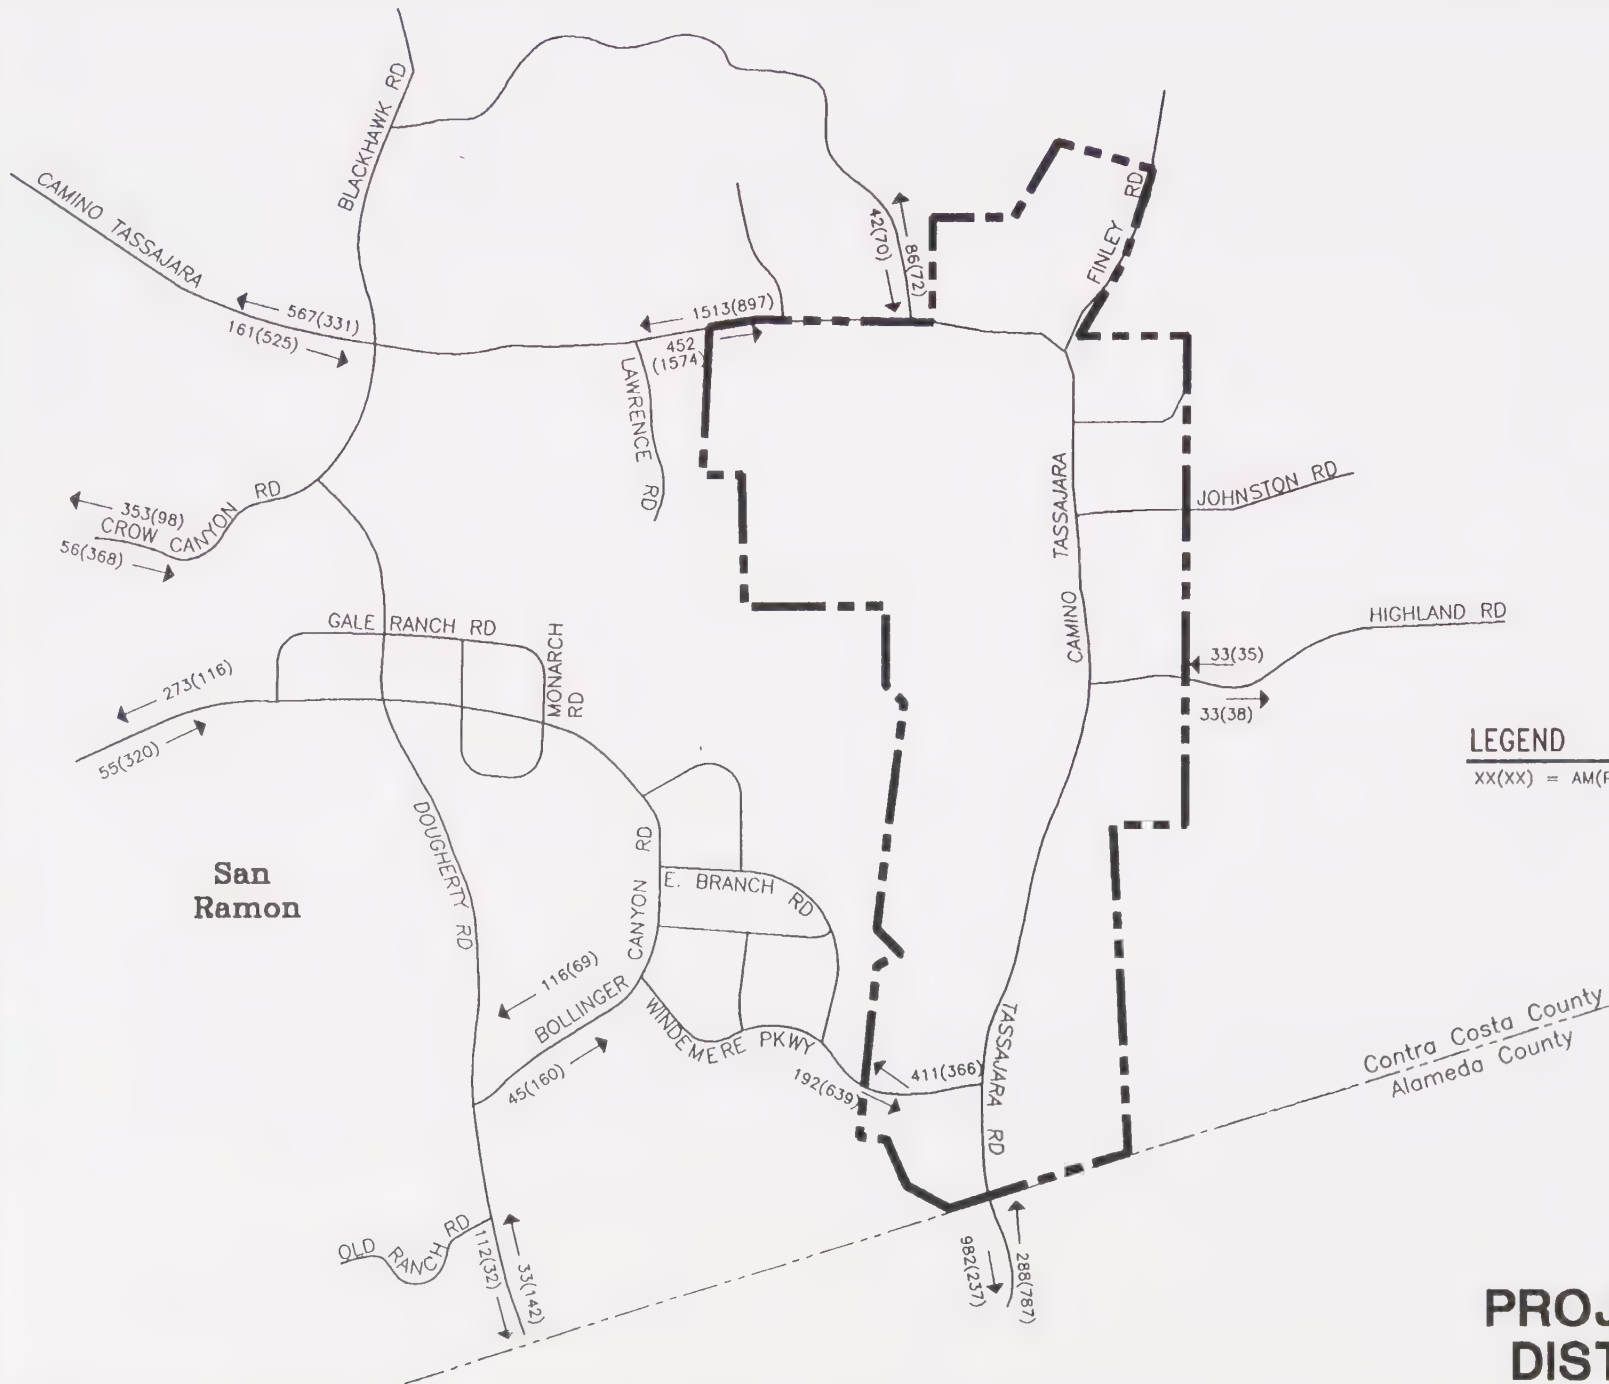 BLACKHAWK RD
CAMINO TASSAJARA
FINLEY RD
42(70)
86(72)
567(331)
161(525)
1513(897)
452
(1574)
LAWRENCE RD
353(98)
CROW CANYON RD
56(368)
CAMINO TASSAJARA
JOHNSTON RD
GALE RANCH RD
MONARCH
RD
HIGHLAND RD
33(35)
33(38)
273(116)
55(320)
LEGEND
XX(XX) = AM(
DOUGHERTY RD
San
Ramon
E. BRANCH RD
BOLLINGER CANYON RD
116(69)
45(160)
WINDEMERE PKWY
192(639)
411(366)
TASSAJARA RD
Contra Costa County
Alameda County
OLD RANCH RD
112(32)
33(142)
982(237)
288(787)
DIST